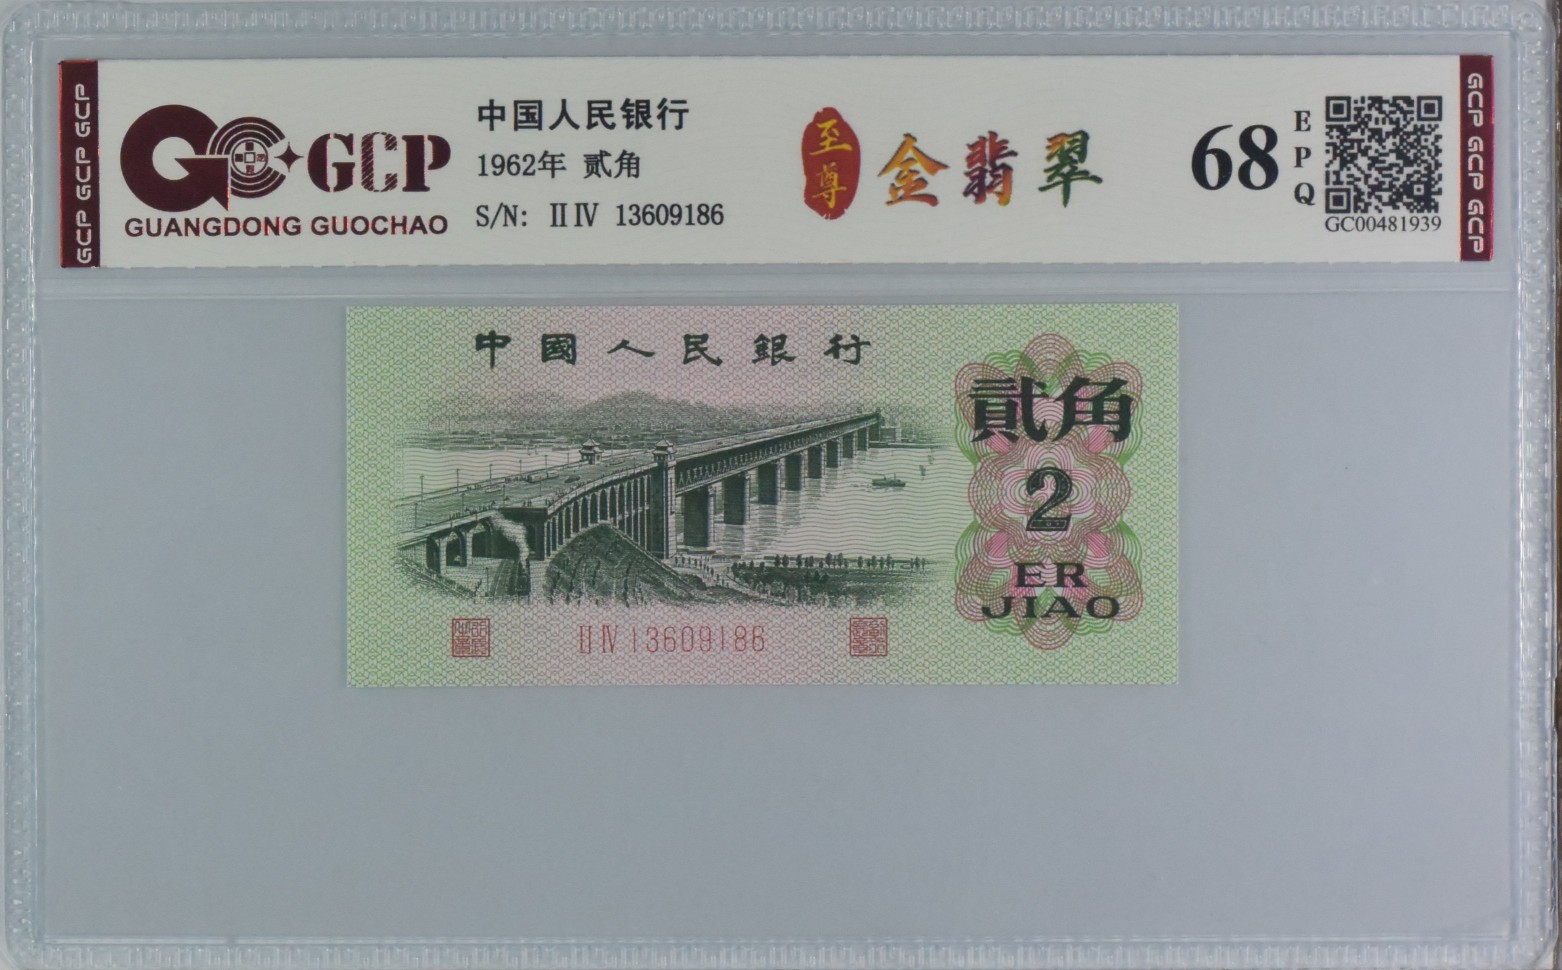 GCP GCP GCP
GCP
GUANGDONG GUOCHAO
中国人民银行
1962年 贰角
S/N: ⅡⅣ 13609186
至尊
金翡翠
68
EPQ
GC00481939
GCP GCP GCP
中國人民銀行
貳角
2
ER
JIAO
ⅡⅣ 13609186